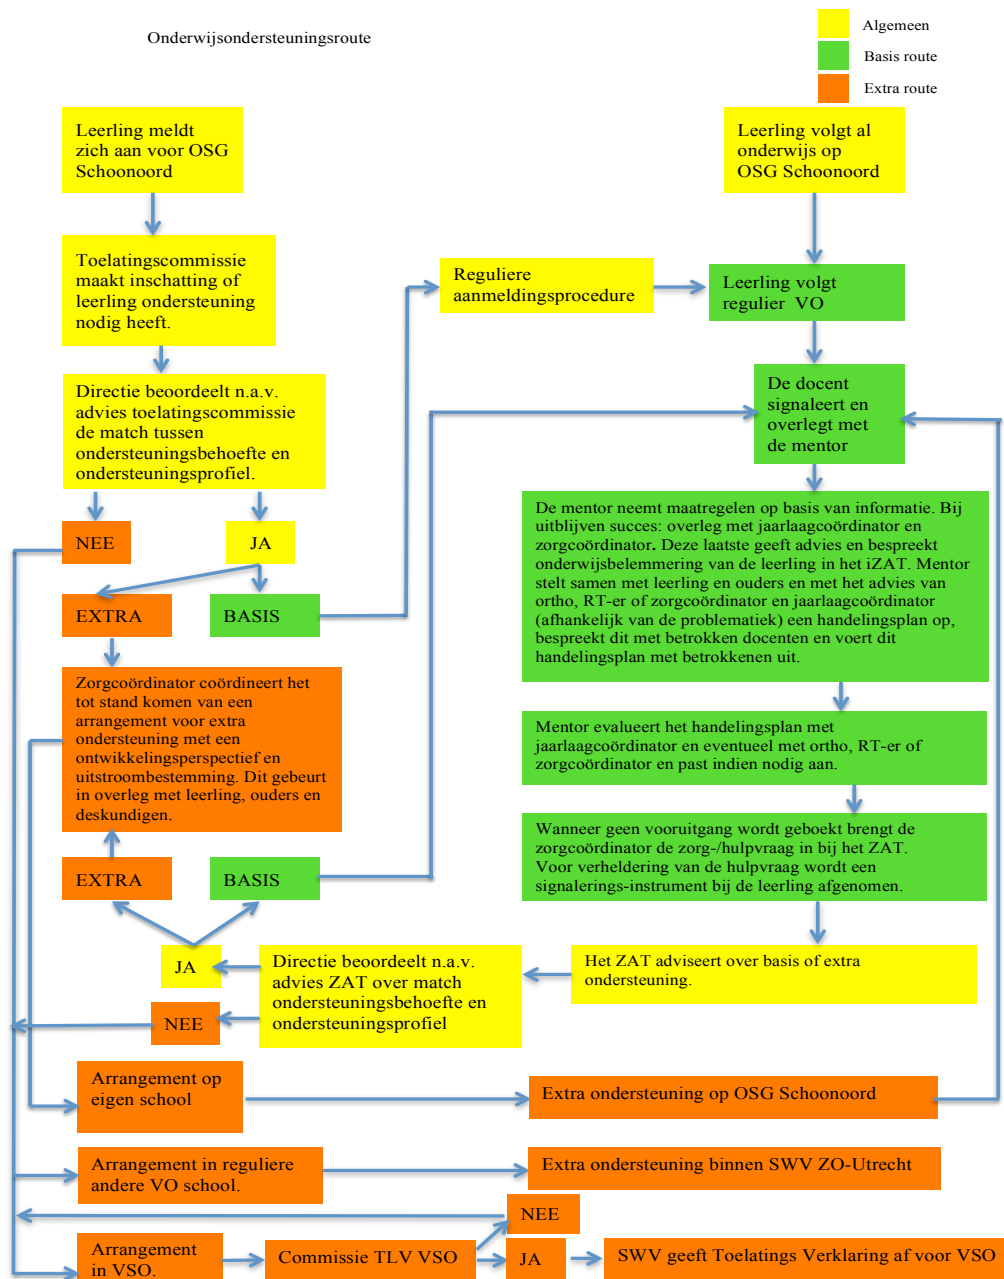 Onderwijsondersteuningsroute
Algemeen
Basis route
Extra route
Leerling meldt
zich aan voor OSG
Schoonoord
Leerling volgt al
onderwijs op
OSG Schoonoord
Toelatingscommissie
maakt inschatting of
leerling ondersteuning
nodig heeft.
Reguliere
aanmeldingsprocedure
Leerling volgt
regulier VO
Directie beoordeelt n.a.v.
advies toelatingscommissie
de match tussen
ondersteuningsbehoefte en
ondersteuningsprofiel.
De docent
signaleert en
overlegt met
de mentor
NEE
JA
EXTRA
BASIS
De mentor neemt maatregelen op basis van informatie. Bij
uitblijven succes: overleg met jaarlaagcoördinator en
zorgcoördinator. Deze laatste geeft advies en bespreekt
onderwijsbelemmering van de leerling in het iZAT. Mentor
stelt samen met leerling en ouders en met het advies van
ortho, RT-er of zorgcoördinator en jaarlaagcoördinator
(afhankelijk van de problematiek) een handelingsplan op,
bespreekt dit met betrokken docenten en voert dit
handelingsplan met betrokkenen uit.
Zorgcoördinator coördineert het
tot stand komen van een
arrangement voor extra
ondersteuning met een
ontwikkelingsperspectief en
uitstroombestemming. Dit gebeurt
in overleg met leerling, ouders en
deskundigen.
Mentor evalueert het handelingsplan met
jaarlaagcoördinator en eventueel met ortho, RT-er of
zorgcoördinator en past indien nodig aan.
Wanneer geen vooruitgang wordt geboekt brengt de
zorgcoördinator de zorg-/hulpvraag in bij het ZAT.
Voor verheldering van de hulpvraag wordt een
signalerings-instrument bij de leerling afgenomen.
EXTRA
BASIS
JA
Directie beoordeelt n.a.v.
advies ZAT over match
ondersteuningsbehoefte en
ondersteuningsprofiel
Het ZAT adviseert over basis of extra
ondersteuning.
NEE
Arrangement op
eigen school
Extra ondersteuning op OSG Schoonoord
Arrangement in reguliere
andere VO school.
Extra ondersteuning binnen SWV ZO-Utrecht
NEE
Arrangement
in VSO.
Commissie TLV VSO
JA
SWV geeft Toelatings Verklaring af voor VSO